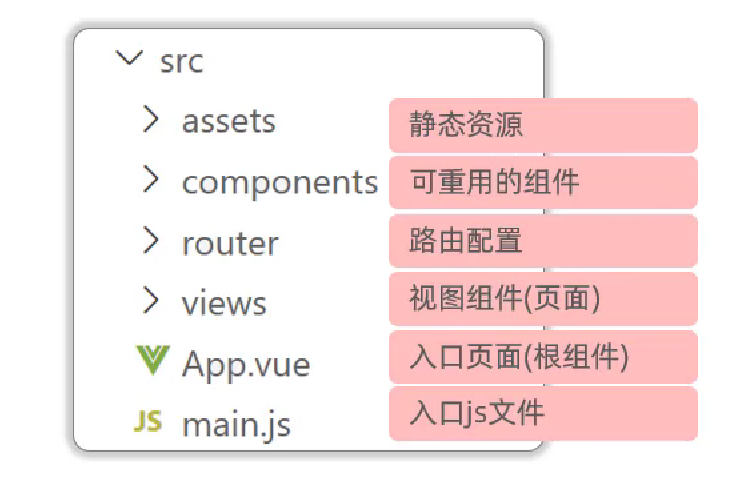 src
assets 静态资源
components 可重用的组件
router 路由配置
views 视图组件(页面)
App.vue 入口页面(根组件)
JS main.js 入口js文件